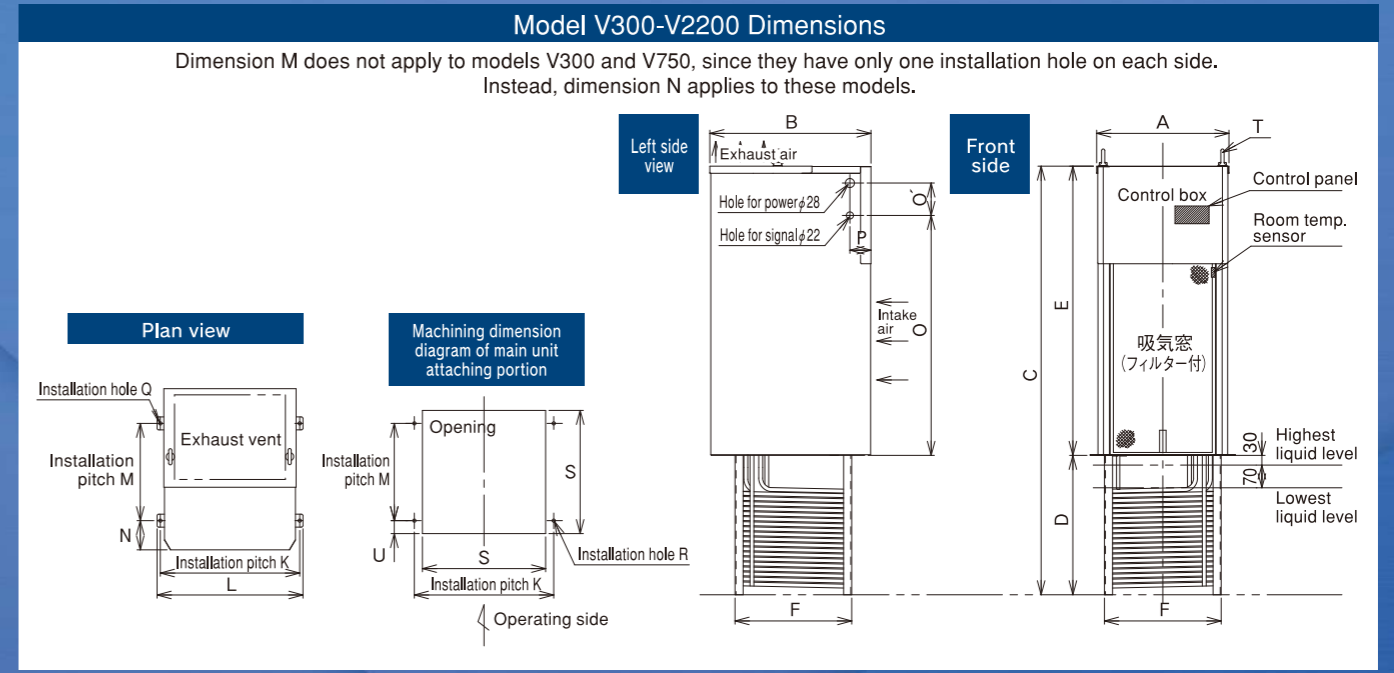 Model V300-V2200 Dimensions
Dimension M does not apply to models V300 and V750, since they have only one installation hole on each side.
Instead, dimension N applies to these models.
Plan view
Installation hole Q
Exhaust vent
Installation
pitch M
N
Installation pitch K
L
Machining dimension
diagram of main unit
attaching portion
Opening
Installation
pitch M
S
U
S
Installation hole R
Installation pitch K
Operating side
Left side
view
B
Exhaust air
Hole for powerφ28
O'
Hole for signalφ22
P
Intake
air
O
F
Front
side
A
T
Control box
Control panel
Room temp.
sensor
E
C
吸気窓
(フィルター付)
30
Highest
liquid level
70
Lowest
liquid level
D
F